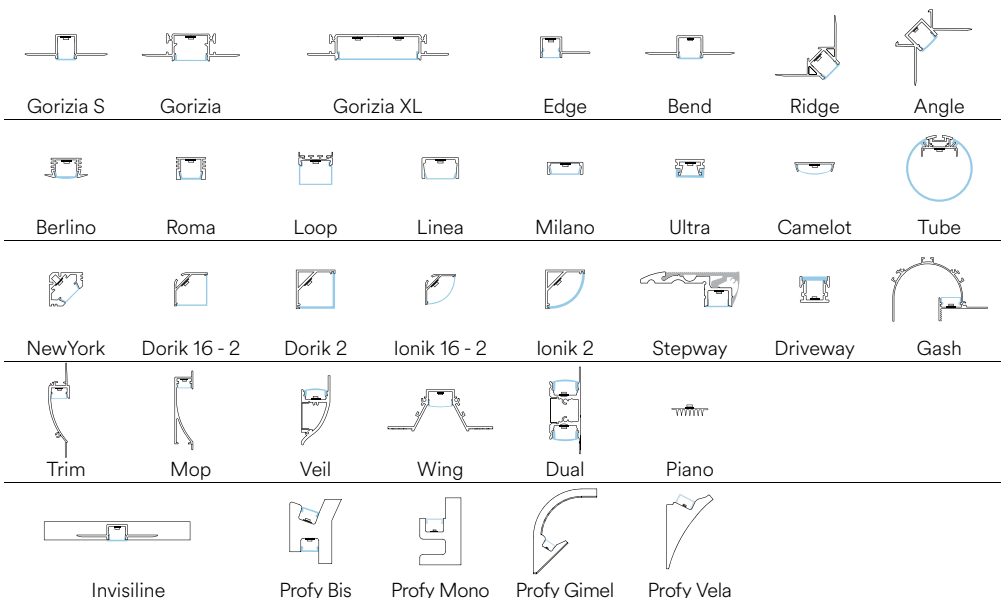 Gorizia S Gorizia Gorizia XL Edge Bend Ridge Angle
Berlino Roma Loop Linea Milano Ultra Camelot Tube
NewYork Dorik 16 - 2 Dorik 2 Ionik 16 - 2 Ionik 2 Stepway Driveway Gash
Trim Mop Veil Wing Dual Piano
Invisiline Profy Bis Profy Mono Profy Gimel Profy Vela